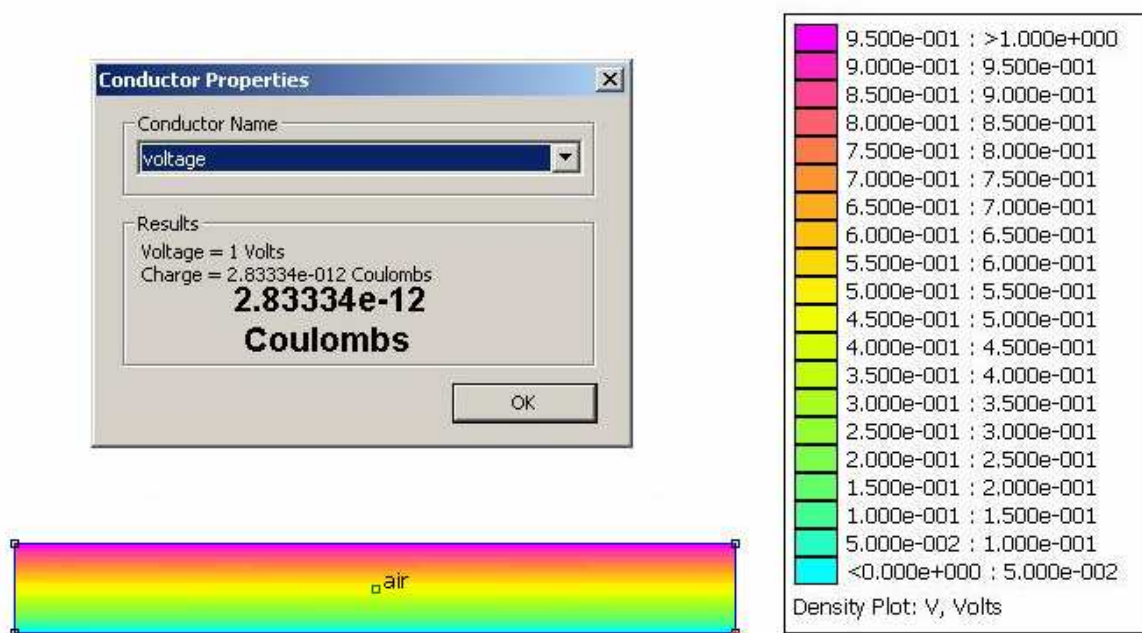 Conductor Properties
Conductor Name
voltage
Results
Voltage = 1 Volts
Charge = 2.83334e-012 Coulombs
2.83334e-12
Coulombs
OK
air
9.500e-001 : >1.000e+000
9.000e-001 : 9.500e-001
8.500e-001 : 9.000e-001
8.000e-001 : 8.500e-001
7.500e-001 : 8.000e-001
7.000e-001 : 7.500e-001
6.500e-001 : 7.000e-001
6.000e-001 : 6.500e-001
5.500e-001 : 6.000e-001
5.000e-001 : 5.500e-001
4.500e-001 : 5.000e-001
4.000e-001 : 4.500e-001
3.500e-001 : 4.000e-001
3.000e-001 : 3.500e-001
2.500e-001 : 3.000e-001
2.000e-001 : 2.500e-001
1.500e-001 : 2.000e-001
1.000e-001 : 1.500e-001
5.000e-002 : 1.000e-001
<0.000e+000 : 5.000e-002
Density Plot: V, Volts